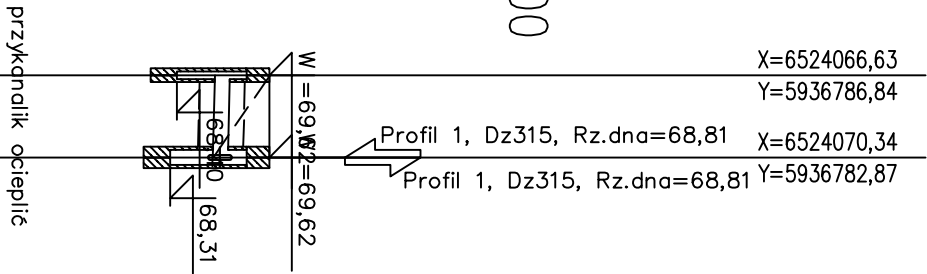 X=6524066,63
Y=5936786,84
Profil 1, Dz315, Rz.dna=68,81
X=6524070,34
Profil 1, Dz315, Rz.dna=68,81
Y=5936782,87
przykanalik ocieplić
=69,62
68,31